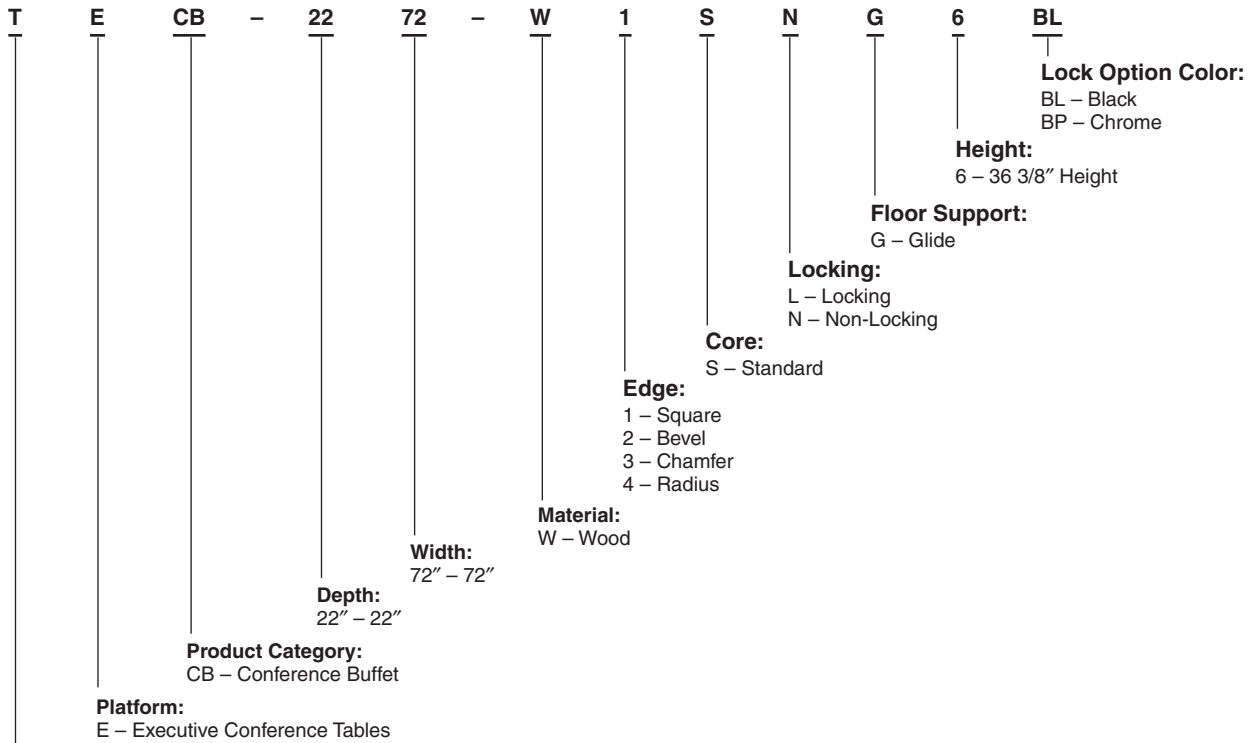 T E CB – 22 72 – W 1 S N G 6 BL
Lock Option Color:
BL – Black
BP – Chrome
Height:
6 – 36 3/8″ Height
Floor Support:
G – Glide
Locking:
L – Locking
N – Non-Locking
Core:
S – Standard
Edge:
1 – Square
2 – Bevel
3 – Chamfer
4 – Radius
Material:
W – Wood
Width:
72″ – 72″
Depth:
22″ – 22″
Product Category:
CB – Conference Buffet
Platform:
E – Executive Conference Tables